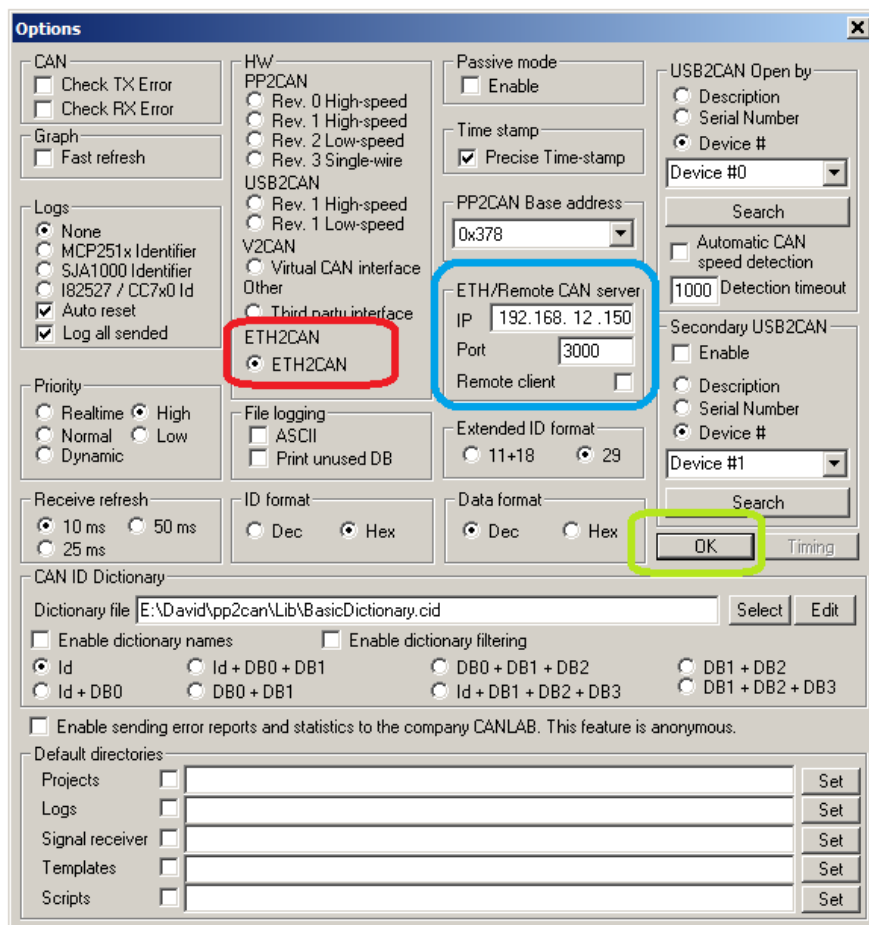 Options
CAN
Check TX Error
Check RX Error
Graph
Fast refresh
Logs
None
MCP251x Identifier
SJA1000 Identifier
I82527 / CC7x0 Id
Auto reset
Log all sended
Priority
Realtime High
Normal Low
Dynamic
Receive refresh
10 ms 50 ms
25 ms
HW
PP2CAN
Rev. 0 High-speed
Rev. 1 High-speed
Rev. 2 Low-speed
Rev. 3 Single-wire
USB2CAN
Rev. 1 High-speed
Rev. 1 Low-speed
V2CAN
Virtual CAN interface
Other
Third party interface
ETH2CAN
ETH2CAN
File logging
ASCII
Print unused DB
ID format
Dec Hex
Passive mode
Enable
Time stamp
Precise Time-stamp
PP2CAN Base address
0x378
ETH/Remote CAN server
IP 192.168. 12 .150
Port 3000
Remote client
Extended ID format
11+18 29
Data format
Dec Hex
USB2CAN Open by
Description
Serial Number
Device #
Device #0
Search
Automatic CAN
speed detection
1000 Detection timeout
Secondary USB2CAN
Enable
Description
Serial Number
Device #
Device #1
Search
OK Timing
CAN ID Dictionary
Dictionary file E:\David\pp2can\Lib\BasicDictionary.cid Select Edit
Enable dictionary names Enable dictionary filtering
Id Id + DB0 + DB1 DB0 + DB1 + DB2 DB1 + DB2
Id + DB0 DB0 + DB1 Id + DB1 + DB2 + DB3 DB1 + DB2 + DB3
Enable sending error reports and statistics to the company CANLAB. This feature is anonymous.
Default directories
Projects Set
Logs Set
Signal receiver Set
Templates Set
Scripts Set